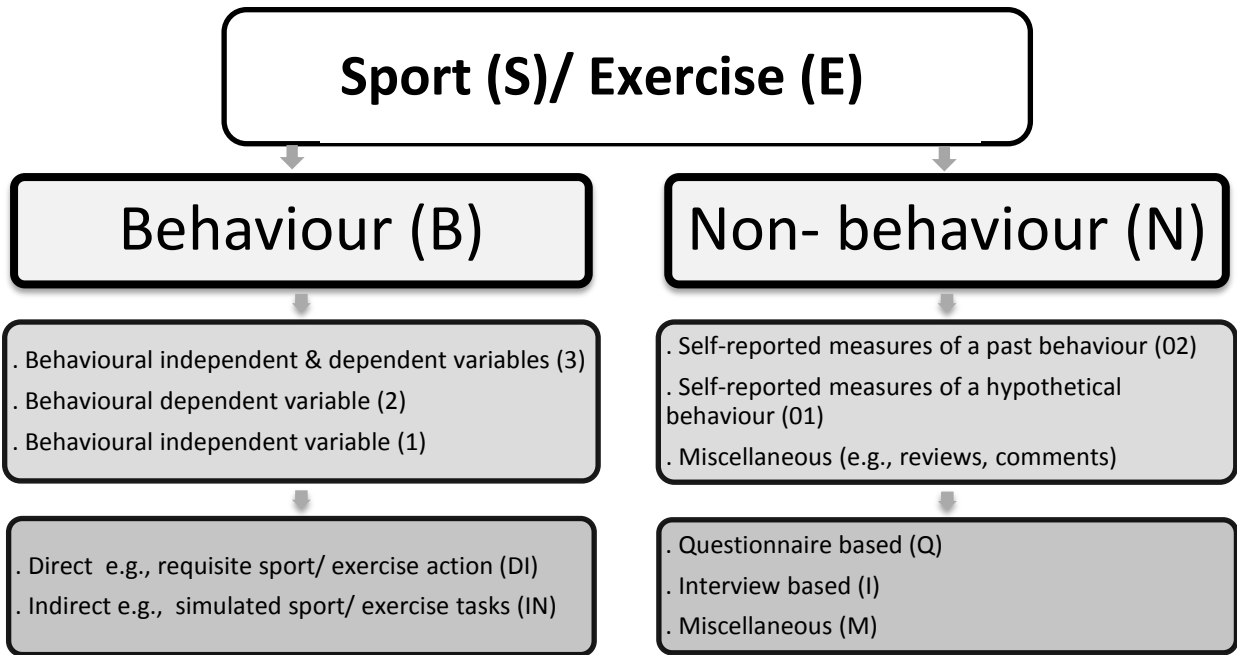 Sport (S)/ Exercise (E)
Behaviour (B)
. Behavioural independent & dependent variables (3)
. Behavioural dependent variable (2)
. Behavioural independent variable (1)
. Direct e.g., requisite sport/ exercise action (DI)
. Indirect e.g., simulated sport/ exercise tasks (IN)
Non- behaviour (N)
. Self-reported measures of a past behaviour (02)
. Self-reported measures of a hypothetical
behaviour (01)
. Miscellaneous (e.g., reviews, comments)
. Questionnaire based (Q)
. Interview based (I)
. Miscellaneous (M)